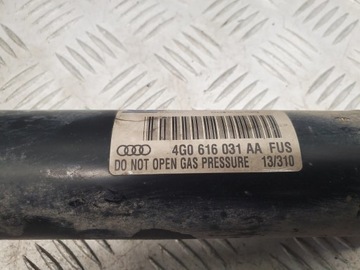 4G0 616 031 AA FUS
DO NOT OPEN GAS PRESSURE 13/310